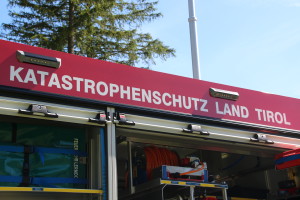 KATASTROPHENSCHUTZ LAND TIROL